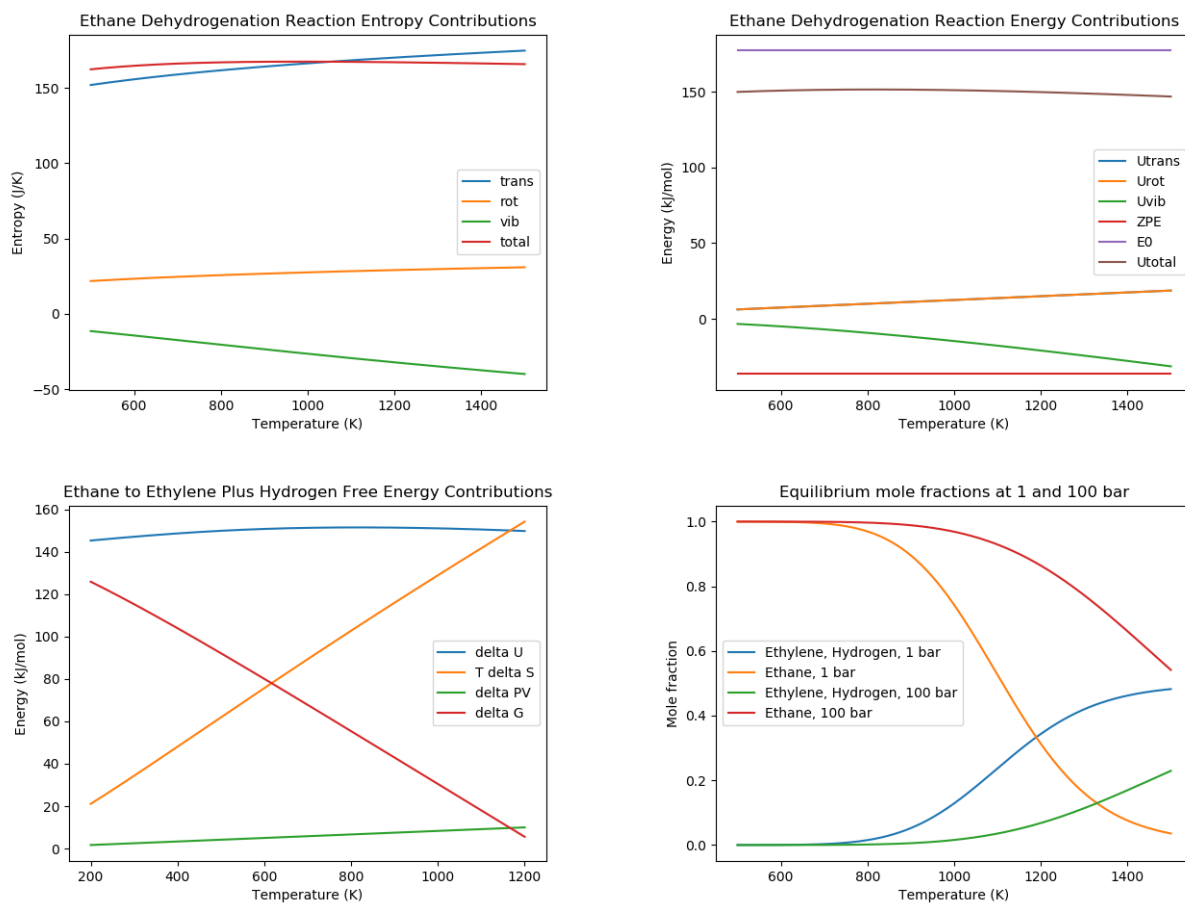 Ethane Dehydrogenation Reaction Entropy Contributions
Entropy (J/K)
150
100
50
0
−50
trans
rot
vib
total
600 800 1000 1200 1400
Temperature (K)
Ethane Dehydrogenation Reaction Energy Contributions
Energy (kJ/mol)
150
100
50
0
Utrans
Urot
Uvib
ZPE
E0
Utotal
600 800 1000 1200 1400
Temperature (K)
Ethane to Ethylene Plus Hydrogen Free Energy Contributions
Energy (kJ/mol)
160
140
120
100
80
60
40
20
0
delta U
T delta S
delta PV
delta G
200 400 600 800 1000 1200
Temperature (K)
Equilibrium mole fractions at 1 and 100 bar
Mole fraction
1.0
0.8
0.6
0.4
0.2
0.0
Ethylene, Hydrogen, 1 bar
Ethane, 1 bar
Ethylene, Hydrogen, 100 bar
Ethane, 100 bar
600 800 1000 1200 1400
Temperature (K)